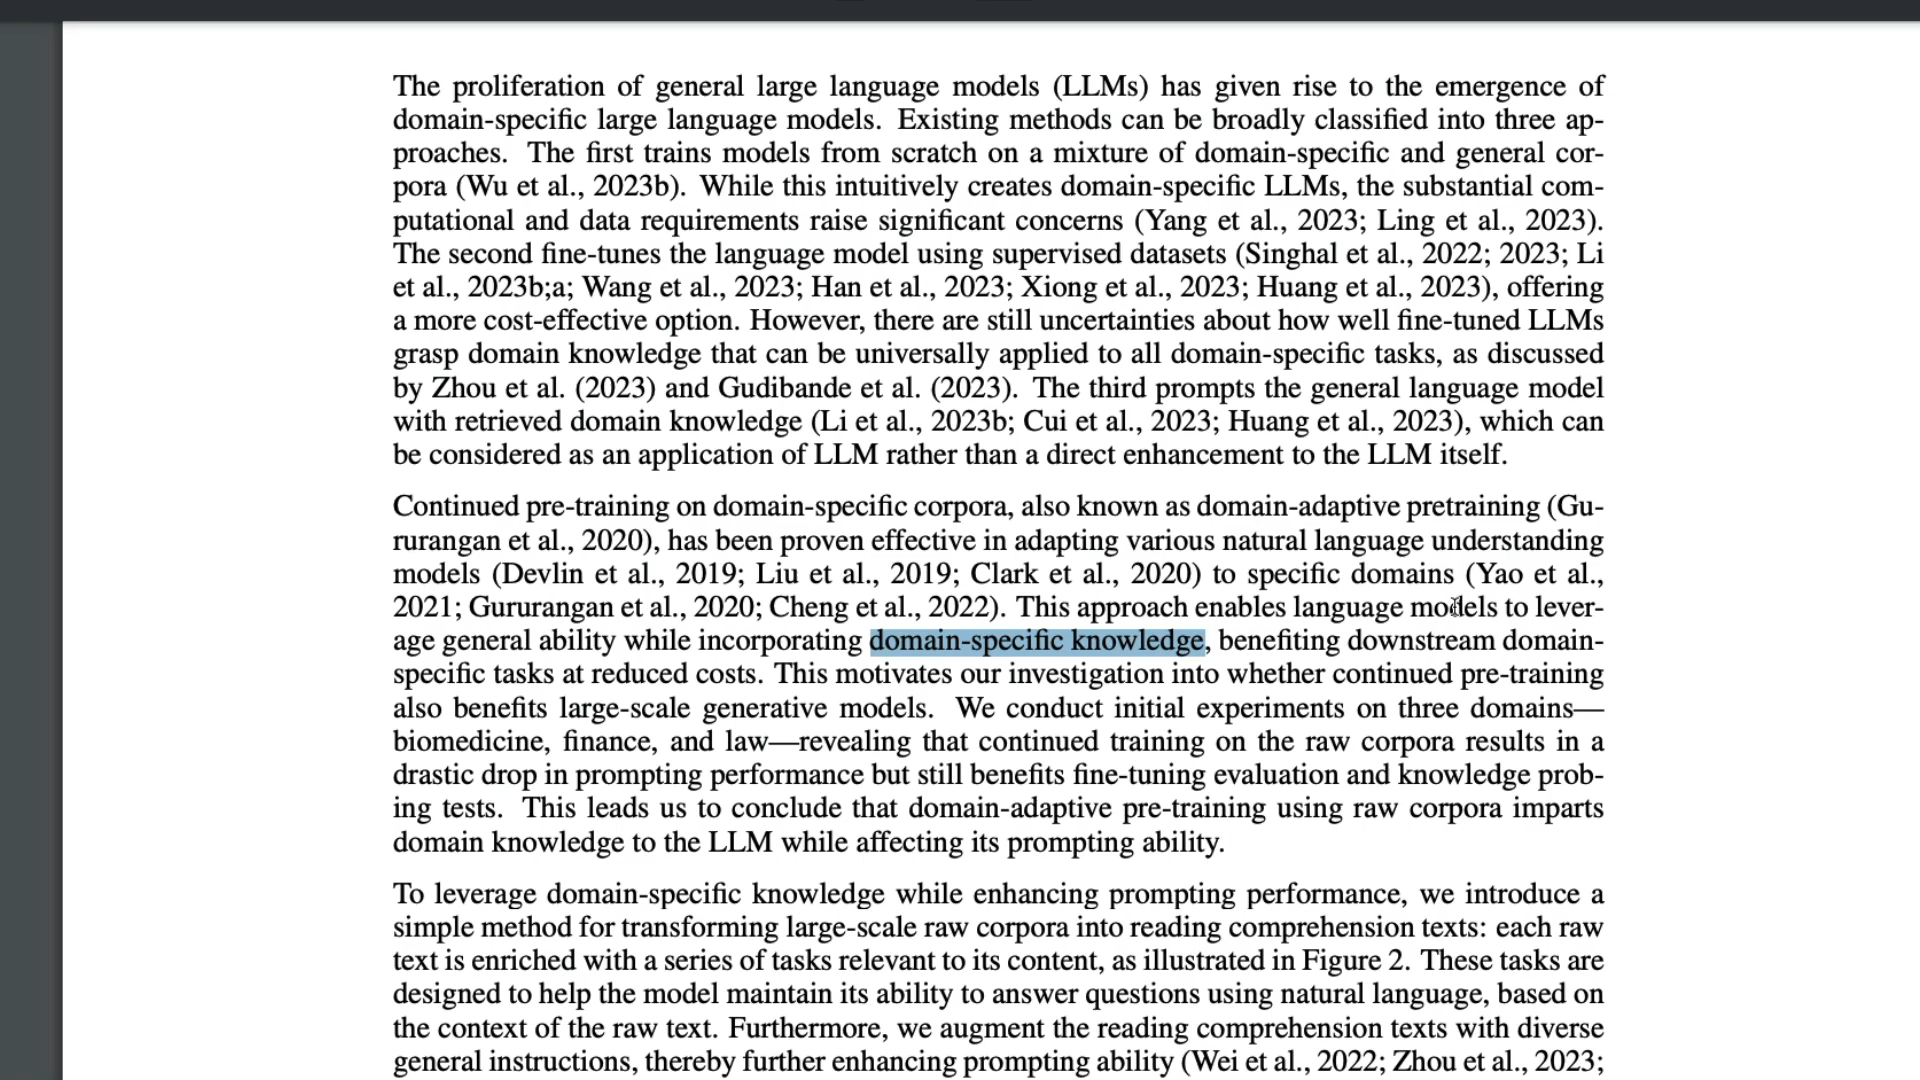 The proliferation of general large language models (LLMs) has given rise to the emergence of
domain-specific large language models. Existing methods can be broadly classified into three ap-
proaches. The first trains models from scratch on a mixture of domain-specific and general cor-
pora (Wu et al., 2023b). While this intuitively creates domain-specific LLMs, the substantial com-
putational and data requirements raise significant concerns (Yang et al., 2023; Ling et al., 2023).
The second fine-tunes the language model using supervised datasets (Singhal et al., 2022; 2023; Li
et al., 2023b;a; Wang et al., 2023; Han et al., 2023; Xiong et al., 2023; Huang et al., 2023), offering
a more cost-effective option. However, there are still uncertainties about how well fine-tuned LLMs
grasp domain knowledge that can be universally applied to all domain-specific tasks, as discussed
by Zhou et al. (2023) and Gudibande et al. (2023). The third prompts the general language model
with retrieved domain knowledge (Li et al., 2023b; Cui et al., 2023; Huang et al., 2023), which can
be considered as an application of LLM rather than a direct enhancement to the LLM itself.
Continued pre-training on domain-specific corpora, also known as domain-adaptive pretraining (Gu-
rurangan et al., 2020), has been proven effective in adapting various natural language understanding
models (Devlin et al., 2019; Liu et al., 2019; Clark et al., 2020) to specific domains (Yao et al.,
2021; Gururangan et al., 2020; Cheng et al., 2022). This approach enables language models to lever-
age general ability while incorporating domain-specific knowledge, benefiting downstream domain-
specific tasks at reduced costs. This motivates our investigation into whether continued pre-training
also benefits large-scale generative models. We conduct initial experiments on three domains—
biomedicine, finance, and law—revealing that continued training on the raw corpora results in a
drastic drop in prompting performance but still benefits fine-tuning evaluation and knowledge prob-
ing tests. This leads us to conclude that domain-adaptive pre-training using raw corpora imparts
domain knowledge to the LLM while affecting its prompting ability.
To leverage domain-specific knowledge while enhancing prompting performance, we introduce a
simple method for transforming large-scale raw corpora into reading comprehension texts: each raw
text is enriched with a series of tasks relevant to its content, as illustrated in Figure 2. These tasks are
designed to help the model maintain its ability to answer questions using natural language, based on
the context of the raw text. Furthermore, we augment the reading comprehension texts with diverse
general instructions, thereby further enhancing prompting ability (Wei et al., 2022; Zhou et al., 2023;